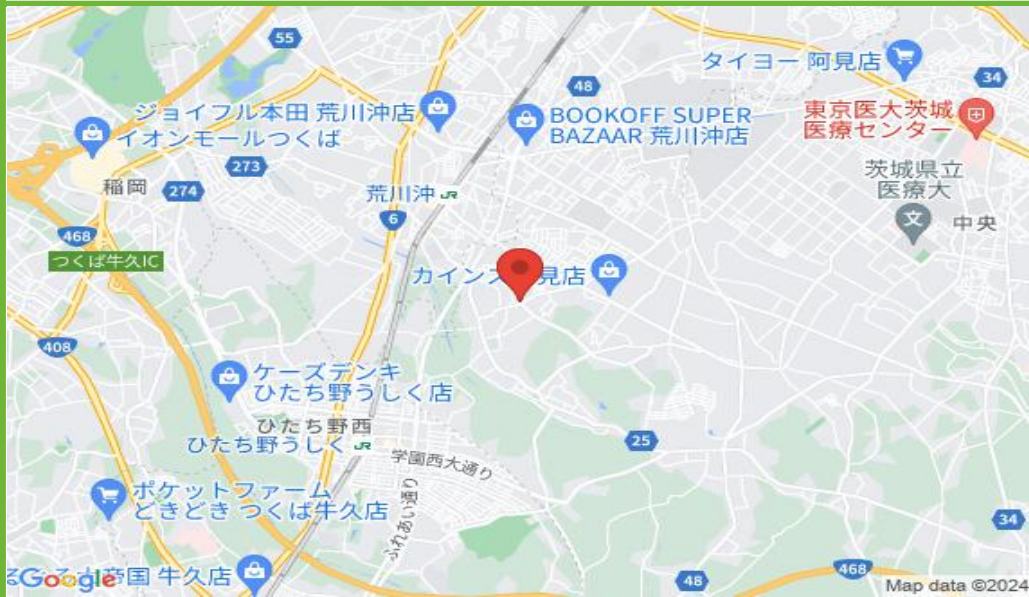 55
タイヨー 阿見店
48
34
ジョイフル本田 荒川沖店
イオンモールつくば
BOOKOFF SUPER
BAZAAR 荒川沖店
東京医大茨城
医療センター
273
稲岡
274
荒川沖
茨城県立
医療大
6
中央
468
つくば牛久IC
カインズ
見店
408
ケーズデンキ
ひたち野うしく店
ひたち野西
ひたち野うしく
25
学園西大通り
ポケットファーム
どきどき つくば牛久店
ふれあい通り
34
帝国 牛久店
Google
48
468
Map data ©2024